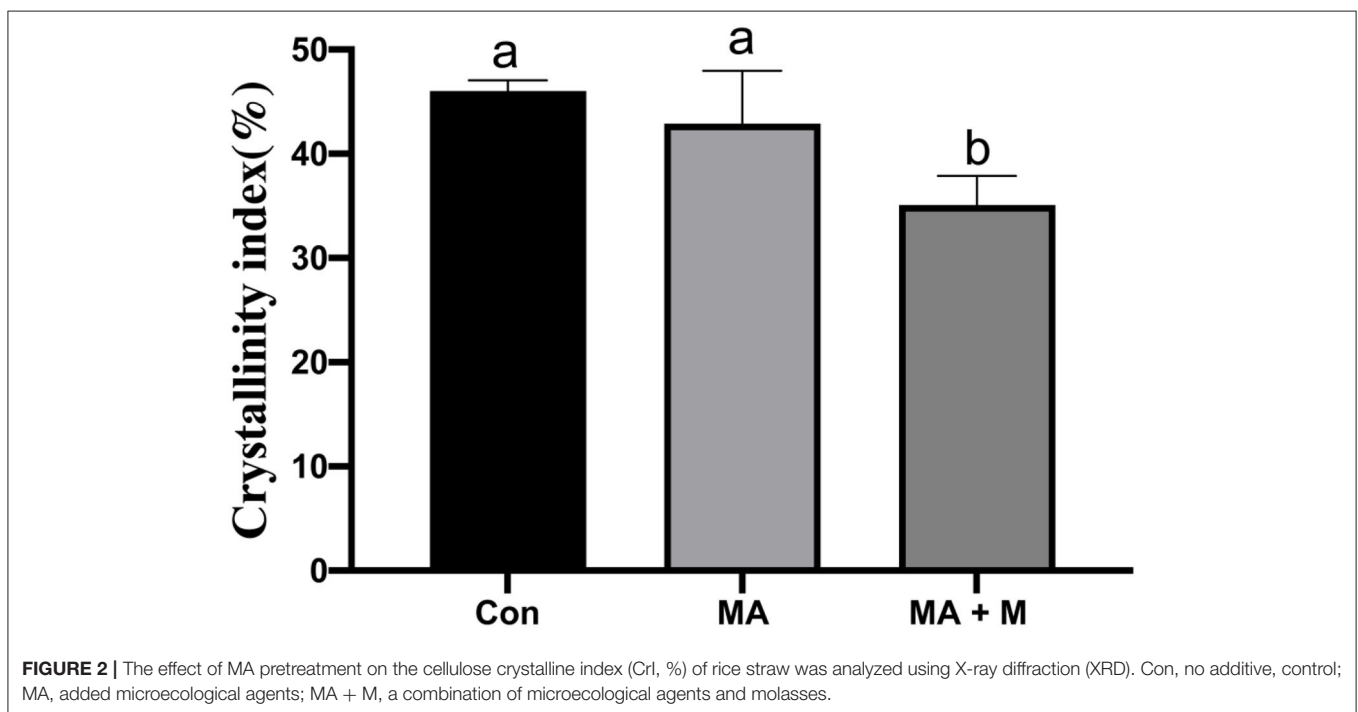 a
a
b
50
40
30
20
10
0
Crystallinity index(%)
Con MA MA + M
FIGURE 2 | The effect of MA pretreatment on the cellulose crystalline index (CrI, %) of rice straw was analyzed using X-ray diffraction (XRD). Con, no additive, control;
MA, added microecological agents; MA + M, a combination of microecological agents and molasses.